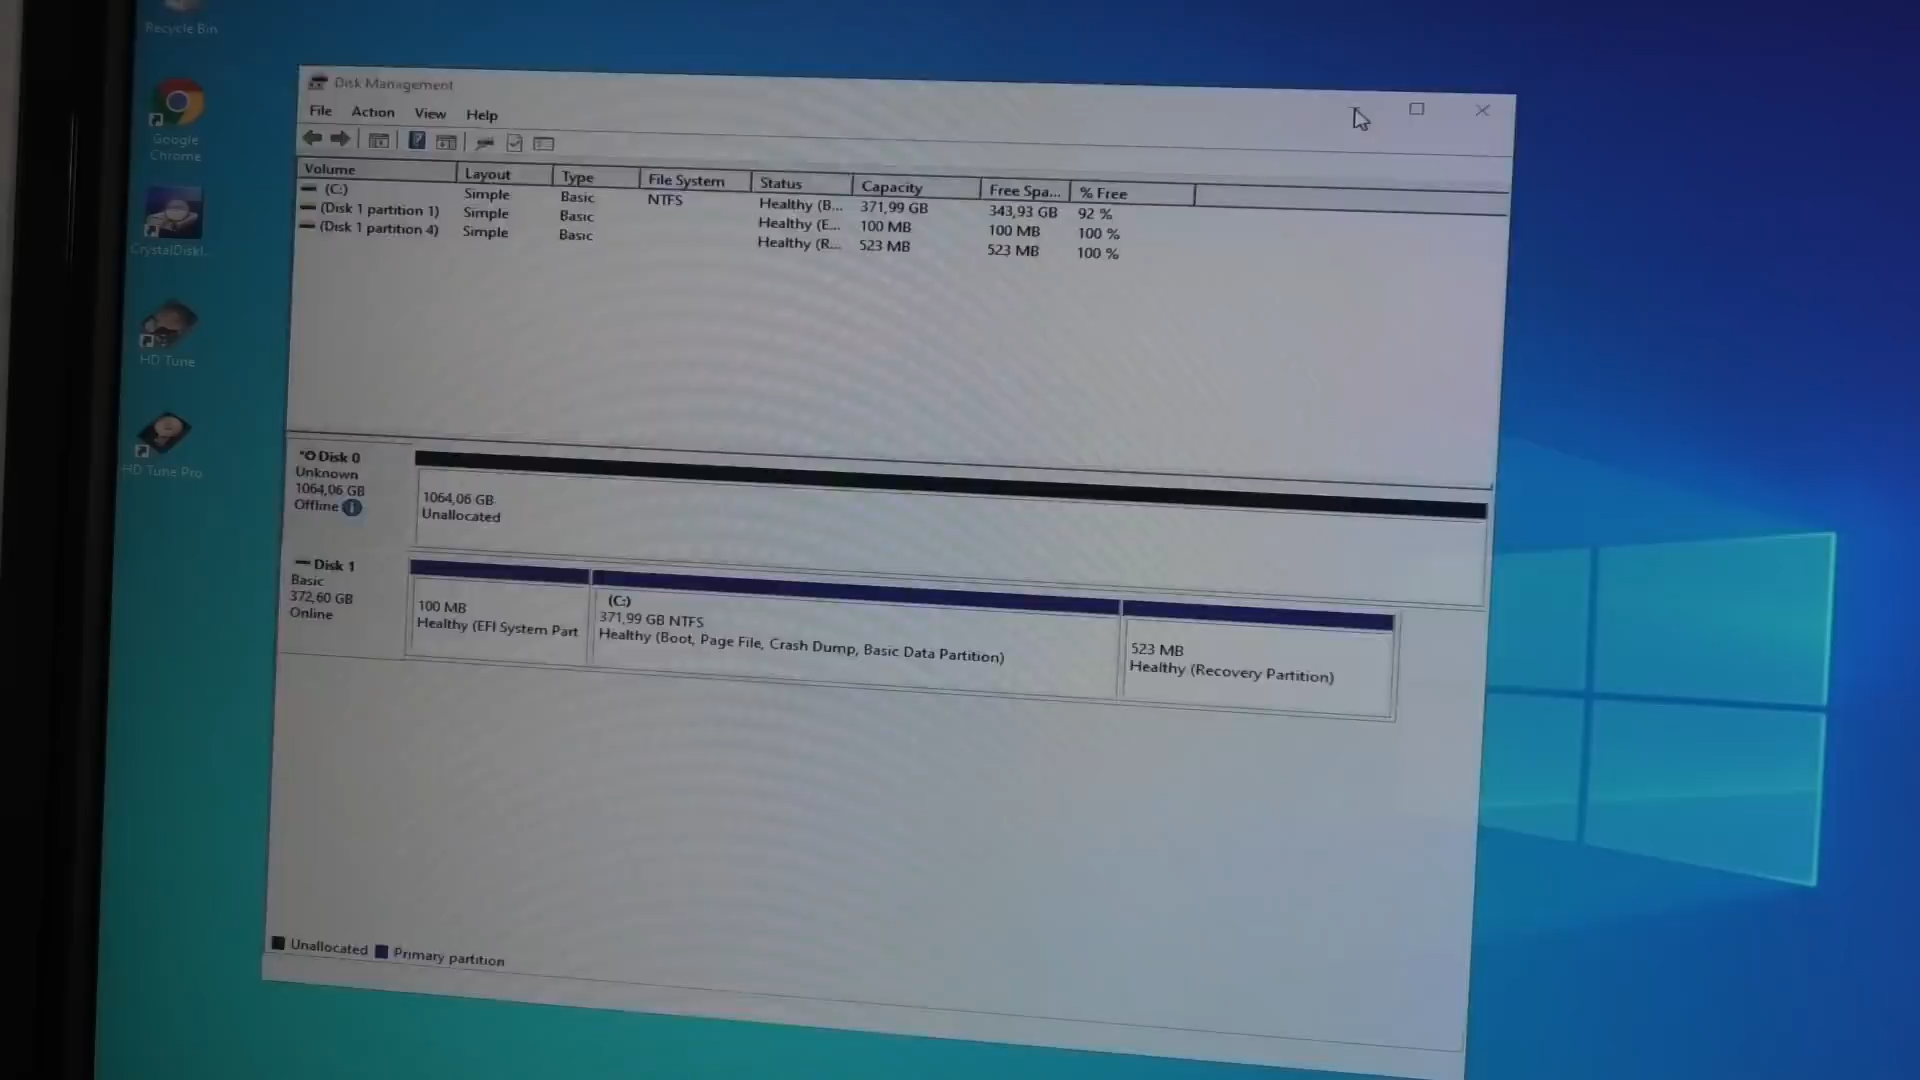 Recycle Bin
Google
Chrome
CrystalDiskI...
HD Tune
HD Tune Pro
Disk Management
File Action View Help
Volume Layout Type File System Status Capacity Free Spa... % Free
(C:) Simple Basic NTFS Healthy (B... 371,99 GB 343,93 GB 92 %
(Disk 1 partition 1) Simple Basic Healthy (E... 100 MB 100 MB 100 %
(Disk 1 partition 4) Simple Basic Healthy (R... 523 MB 523 MB 100 %
Disk 0
Unknown
1064,06 GB
Offline
1064,06 GB
Unallocated
Disk 1
Basic
372,60 GB
Online
100 MB
Healthy (EFI System Part
(C:)
371,99 GB NTFS
Healthy (Boot, Page File, Crash Dump, Basic Data Partition)
523 MB
Healthy (Recovery Partition)
Unallocated Primary partition